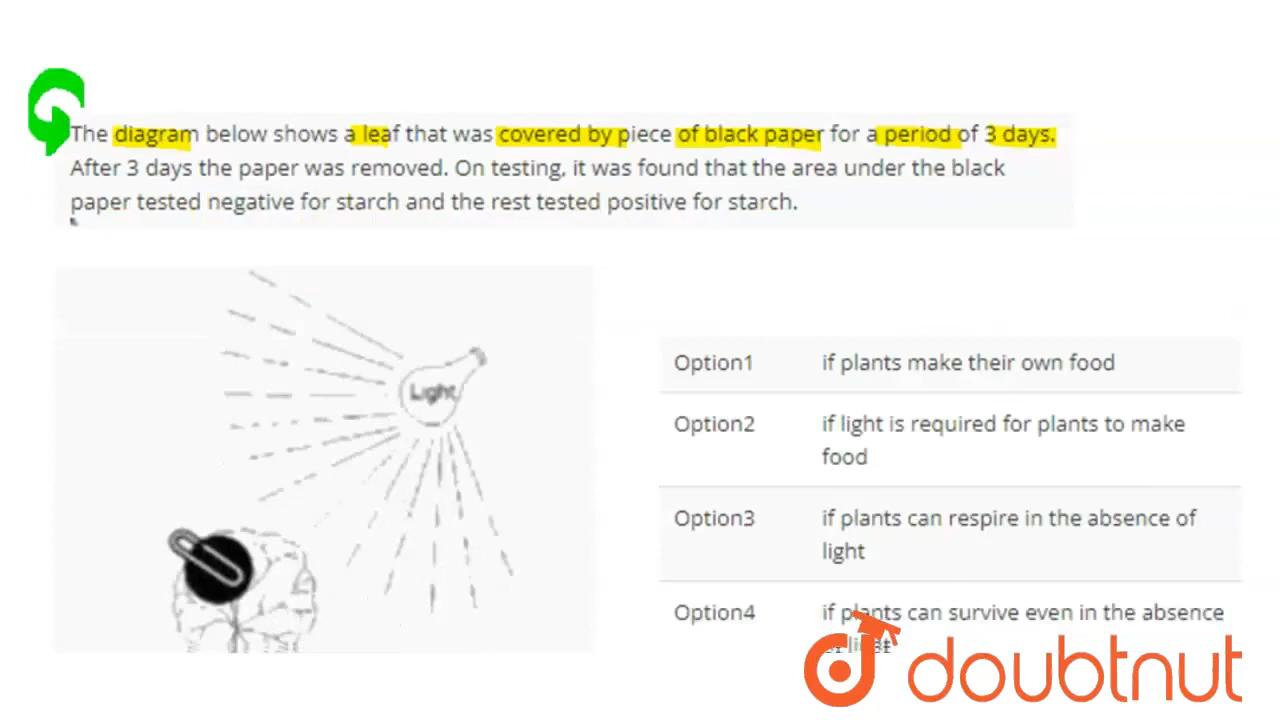 The diagram below shows a leaf that was covered by piece of black paper for a period of 3 days.
After 3 days the paper was removed. On testing, it was found that the area under the black
paper tested negative for starch and the rest tested positive for starch.
Light
Option1 if plants make their own food
Option2 if light is required for plants to make
food
Option3 if plants can respire in the absence of
light
Option4 if plants can survive even in the absence
of light
doubtnut